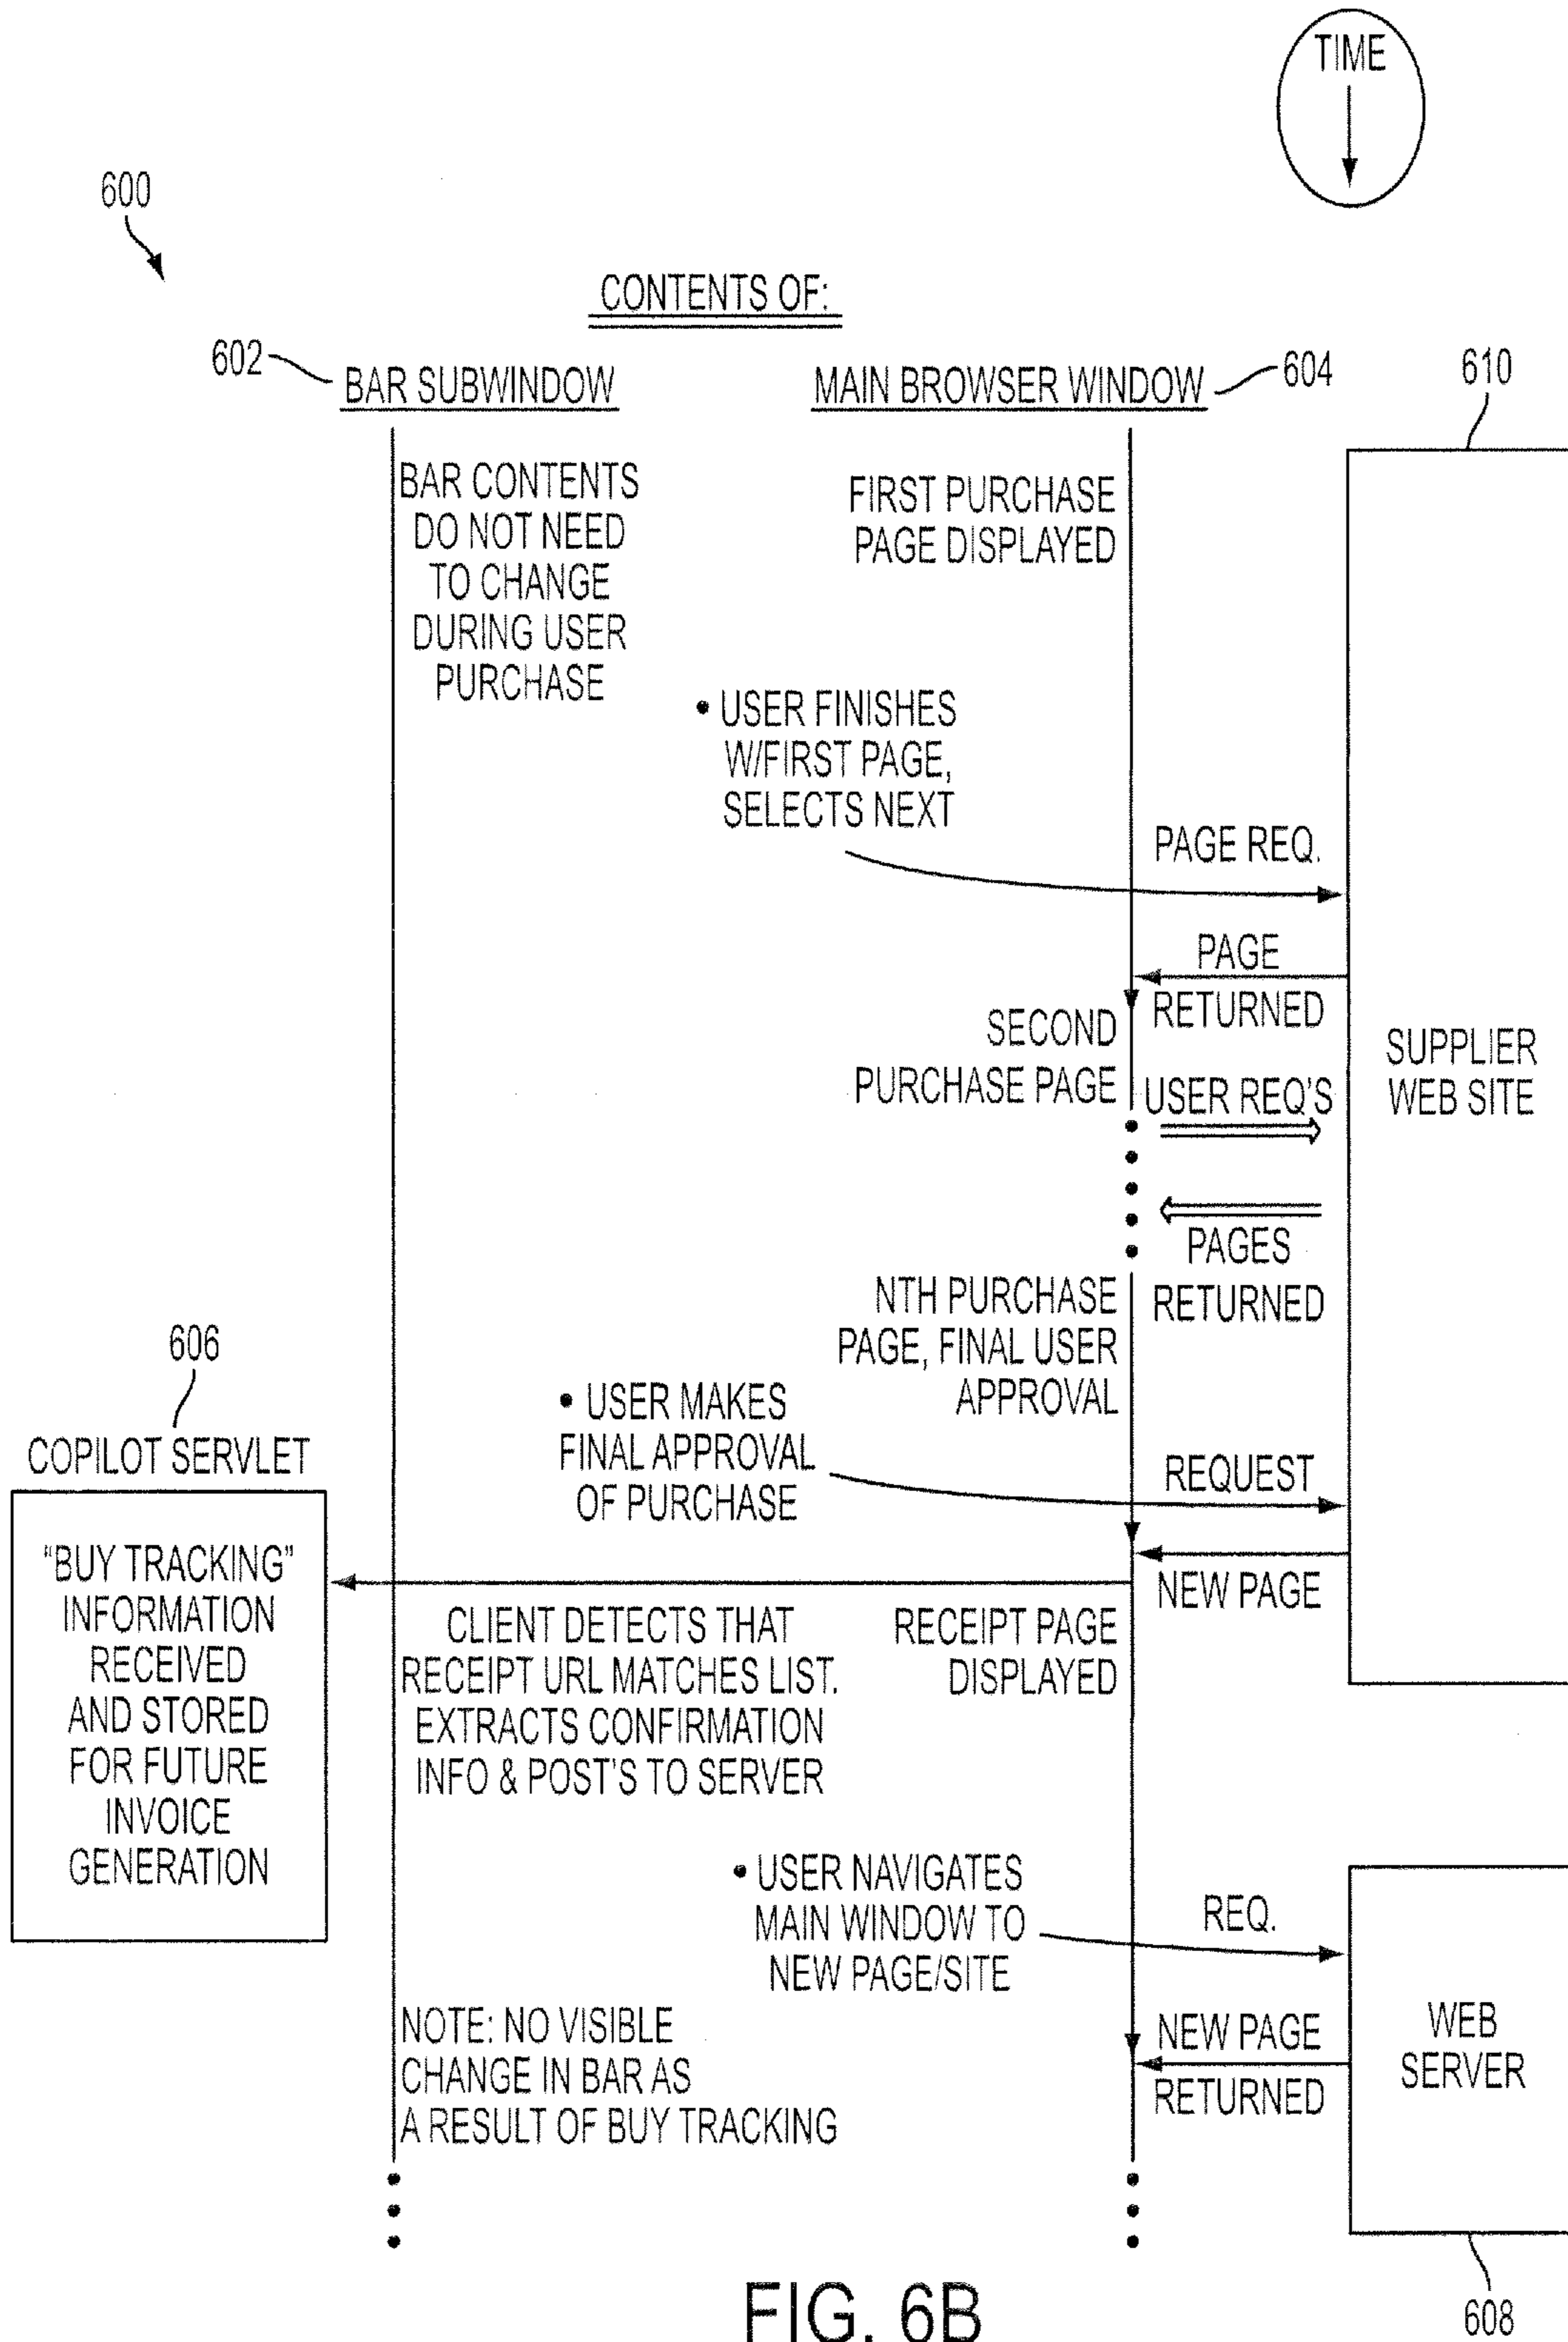 TIME
600
CONTENTS OF:
602
BAR SUBWINDOW
MAIN BROWSER WINDOW
604
610
BAR CONTENTS
DO NOT NEED
TO CHANGE
DURING USER
PURCHASE
FIRST PURCHASE
PAGE DISPLAYED
• USER FINISHES
W/FIRST PAGE,
SELECTS NEXT
PAGE REQ.
PAGE
RETURNED
SECOND
PURCHASE PAGE
SUPPLIER
WEB SITE
USER REQ'S
PAGES
RETURNED
NTH PURCHASE
PAGE, FINAL USER
APPROVAL
606
COPILOT SERVLET
• USER MAKES
FINAL APPROVAL
OF PURCHASE
REQUEST
NEW PAGE
"BUY TRACKING"
INFORMATION
RECEIVED
AND STORED
FOR FUTURE
INVOICE
GENERATION
CLIENT DETECTS THAT
RECEIPT URL MATCHES LIST.
EXTRACTS CONFIRMATION
INFO & POST'S TO SERVER
RECEIPT PAGE
DISPLAYED
• USER NAVIGATES
MAIN WINDOW TO
NEW PAGE/SITE
REQ.
NOTE: NO VISIBLE
CHANGE IN BAR AS
A RESULT OF BUY TRACKING
NEW PAGE
RETURNED
WEB
SERVER
608
FIG. 6B